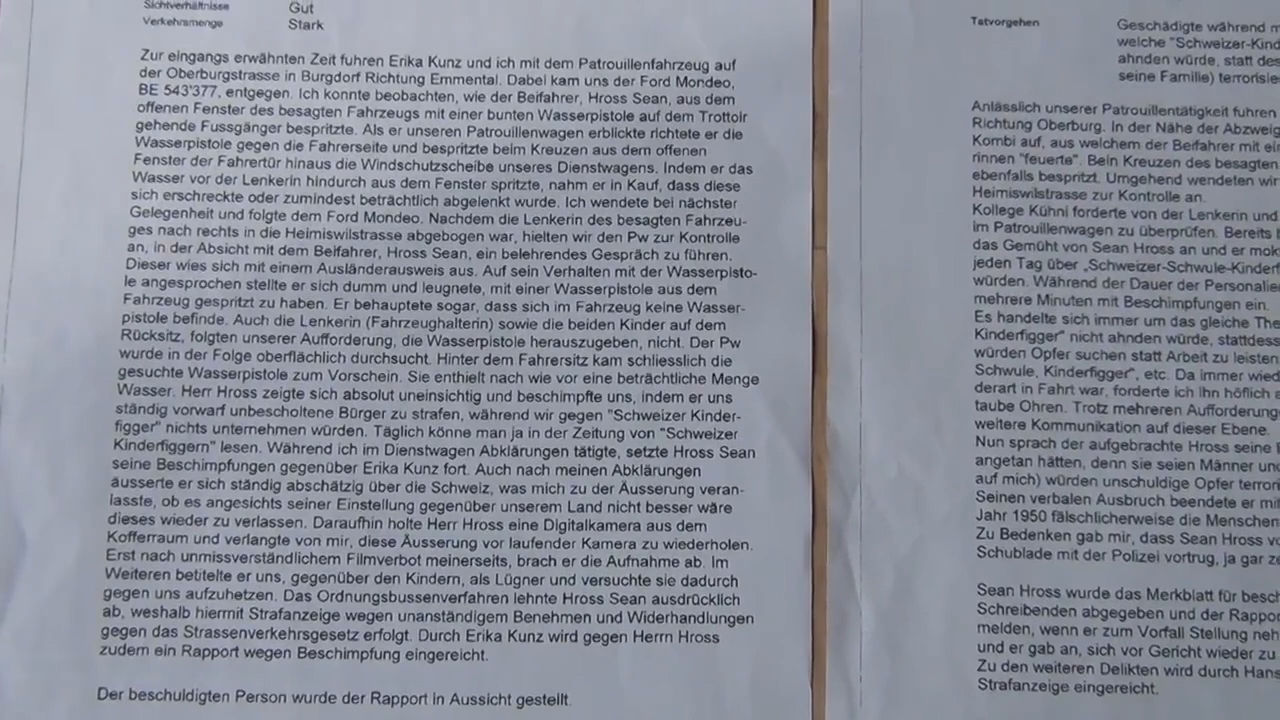 Sichtverhältnisse Gut
Verkehrsmenge Stark
Zur eingangs erwähnten Zeit fuhren Erika Kunz und ich mit dem Patrouillenfahrzeug auf
der Oberburgstrasse in Burgdorf Richtung Emmental. Dabei kam uns der Ford Mondeo,
BE 543'377, entgegen. Ich konnte beobachten, wie der Beifahrer, Hross Sean, aus dem
offenen Fenster des besagten Fahrzeugs mit einer bunten Wasserpistole auf dem Trottoir
gehende Fussgänger bespritzte. Als er unseren Patrouillenwagen erblickte richtete er die
Wasserpistole gegen die Fahrerseite und bespritzte beim Kreuzen aus dem offenen
Fenster der Fahrertür hinaus die Windschutzscheibe unseres Dienstwagens. Indem er das
Wasser vor der Lenkerin hindurch aus dem Fenster spritzte, nahm er in Kauf, dass diese
sich erschreckte oder zumindest beträchtlich abgelenkt wurde. Ich wendete bei nächster
Gelegenheit und folgte dem Ford Mondeo. Nachdem die Lenkerin des besagten Fahrzeu-
ges nach rechts in die Heimiswilstrasse abgebogen war, hielten wir den Pw zur Kontrolle
an, in der Absicht mit dem Beifahrer, Hross Sean, ein belehrendes Gespräch zu führen.
Dieser wies sich mit einem Ausländerausweis aus. Auf sein Verhalten mit der Wasserpisto-
le angesprochen stellte er sich dumm und leugnete, mit einer Wasserpistole aus dem
Fahrzeug gespritzt zu haben. Er behauptete sogar, dass sich im Fahrzeug keine Wasser-
pistole befinde. Auch die Lenkerin (Fahrzeughalterin) sowie die beiden Kinder auf dem
Rücksitz, folgten unserer Aufforderung, die Wasserpistole herauszugeben, nicht. Der Pw
wurde in der Folge oberflächlich durchsucht. Hinter dem Fahrersitz kam schliesslich die
gesuchte Wasserpistole zum Vorschein. Sie enthielt nach wie vor eine beträchtliche Menge
Wasser. Herr Hross zeigte sich absolut uneinsichtig und beschimpfte uns, indem er uns
ständig vorwarf unbescholtene Bürger zu strafen, während wir gegen "Schweizer Kinder-
figger" nichts unternehmen würden. Täglich könne man ja in der Zeitung von "Schweizer
Kinderfiggern" lesen. Während ich im Dienstwagen Abklärungen tätigte, setzte Hross Sean
seine Beschimpfungen gegenüber Erika Kunz fort. Auch nach meinen Abklärungen
äusserte er sich ständig abschätzig über die Schweiz, was mich zu der Äusserung veran-
lasste, ob es angesichts seiner Einstellung gegenüber unserem Land nicht besser wäre
dieses wieder zu verlassen. Daraufhin holte Herr Hross eine Digitalkamera aus dem
Kofferraum und verlangte von mir, diese Äusserung vor laufender Kamera zu wiederholen.
Erst nach unmissverständlichem Filmverbot meinerseits, brach er die Aufnahme ab. Im
Weiteren betitelte er uns, gegenüber den Kindern, als Lügner und versuchte sie dadurch
gegen uns aufzuhetzen. Das Ordnungsbussenverfahren lehnte Hross Sean ausdrücklich
ab, weshalb hiermit Strafanzeige wegen unanständigem Benehmen und Widerhandlungen
gegen das Strassenverkehrsgesetz erfolgt. Durch Erika Kunz wird gegen Herrn Hross
zudem ein Rapport wegen Beschimpfung eingereicht.
Der beschuldigten Person wurde der Rapport in Aussicht gestellt.
Tatvorgehen Geschädigte während
welche "Schweizer-Kind
ahnden würde, statt des
seine Familie) terrorisie
Anlässlich unserer Patrouillentätigkeit fuhren
Richtung Oberburg. In der Nähe der Abzweig
Kombi auf, aus welchem der Beifahrer mit ei
rinnen "feuerte". Beim Kreuzen des besagten
ebenfalls bespritzt. Umgehend wendeten wir
Heimiswilstrasse zur Kontrolle an.
Kollege Kühni forderte von der Lenkerin und
im Patrouillenwagen zu überprüfen. Bereits
das Gemüht von Sean Hross an und er mok
jeden Tag über „Schweizer-Schwule-Kinderf
würden. Während der Dauer der Personalie
mehrere Minuten mit Beschimpfungen ein.
Es handelte sich immer um das gleiche The
Kinderfigger" nicht ahnden würde, stattdess
würden Opfer suchen statt Arbeit zu leisten
Schwule, Kinderfigger", etc. Da immer wied
derart in Fahrt war, forderte ich Ihn höflich
taube Ohren. Trotz mehreren Aufforderung
weitere Kommunikation auf dieser Ebene.
Nun sprach der aufgebrachte Hross seine
angetan hätten, denn sie seien Männer und
auf mich) würden unschuldige Opfer terrori
Seinen verbalen Ausbruch beendete er mi
Jahr 1950 fälschlicherweise die Menschen
Zu Bedenken gab mir, dass Sean Hross vo
Schublade mit der Polizei vortrug, ja gar ze
Sean Hross wurde das Merkblatt für besch
Schreibenden abgegeben und der Rappo
melden, wenn er zum Vorfall Stellung neh
und er gab an, sich vor Gericht wieder zu
Zu den weiteren Delikten wird durch Hans
Strafanzeige eingereicht.